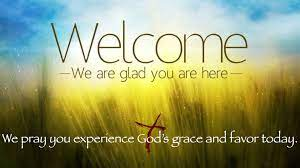 Welcome
—We are glad you are here—
We pray you experience God's grace and favor today.